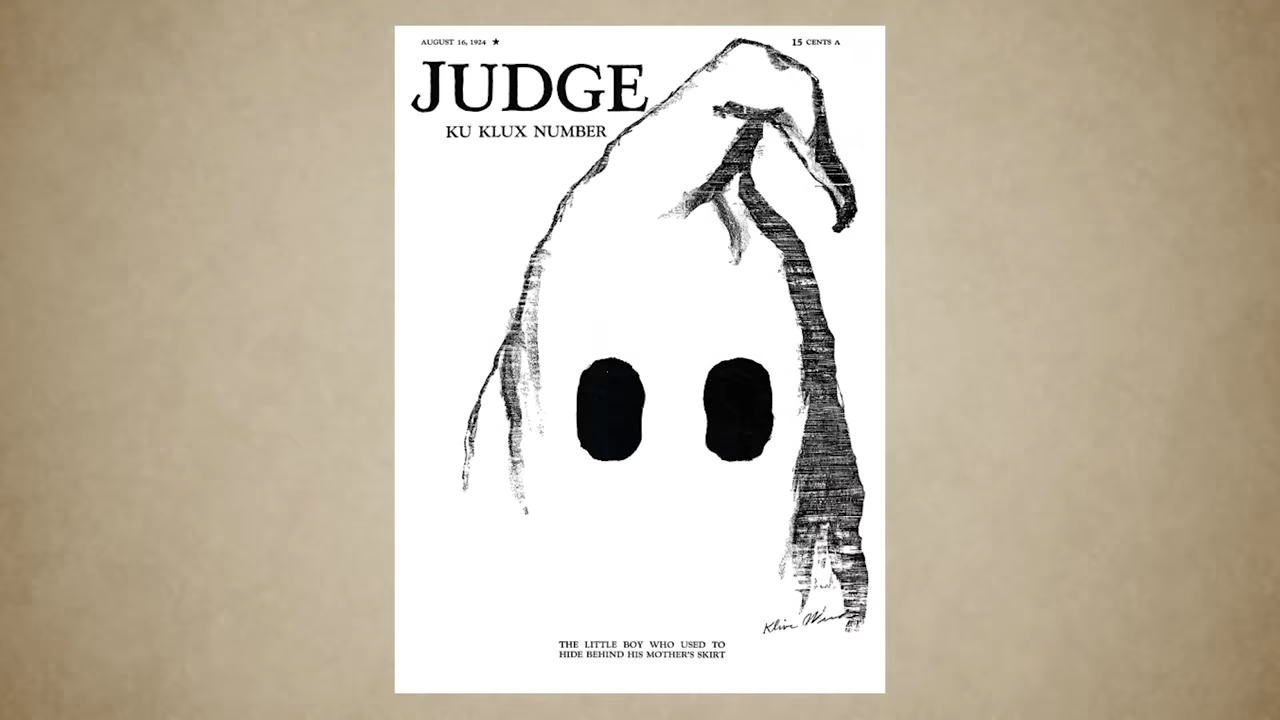 AUGUST 16, 1924 ★ 15 CENTS A
JUDGE
KU KLUX NUMBER
THE LITTLE BOY WHO USED TO
HIDE BEHIND HIS MOTHER'S SKIRT